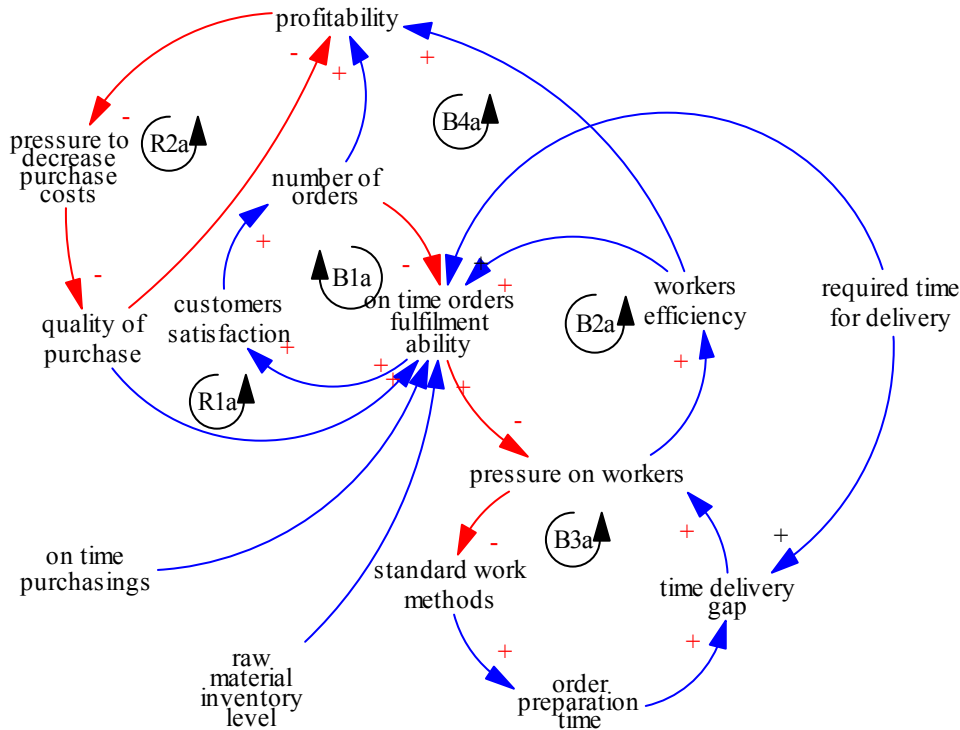 profitability
-
+
+
-
pressure to
decrease
purchase
costs
R2a
B4a
number of
orders
+
-
-
B1a
+
+
customers
satisfaction
+
on time orders
fulfilment
ability
quality of
purchase
workers
efficiency
required time
for delivery
B2a
+
+
+
+
R1a
-
pressure on workers
B3a
-
+
+
on time
purchasings
standard work
methods
time delivery
gap
+
+
raw
material
inventory
level
order
preparation
time